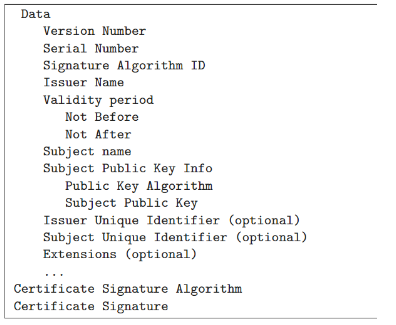 Data
Version Number
Serial Number
Signature Algorithm ID
Issuer Name
Validity period
Not Before
Not After
Subject name
Subject Public Key Info
Public Key Algorithm
Subject Public Key
Issuer Unique Identifier (optional)
Subject Unique Identifier (optional)
Extensions (optional)
...
Certificate Signature Algorithm
Certificate Signature